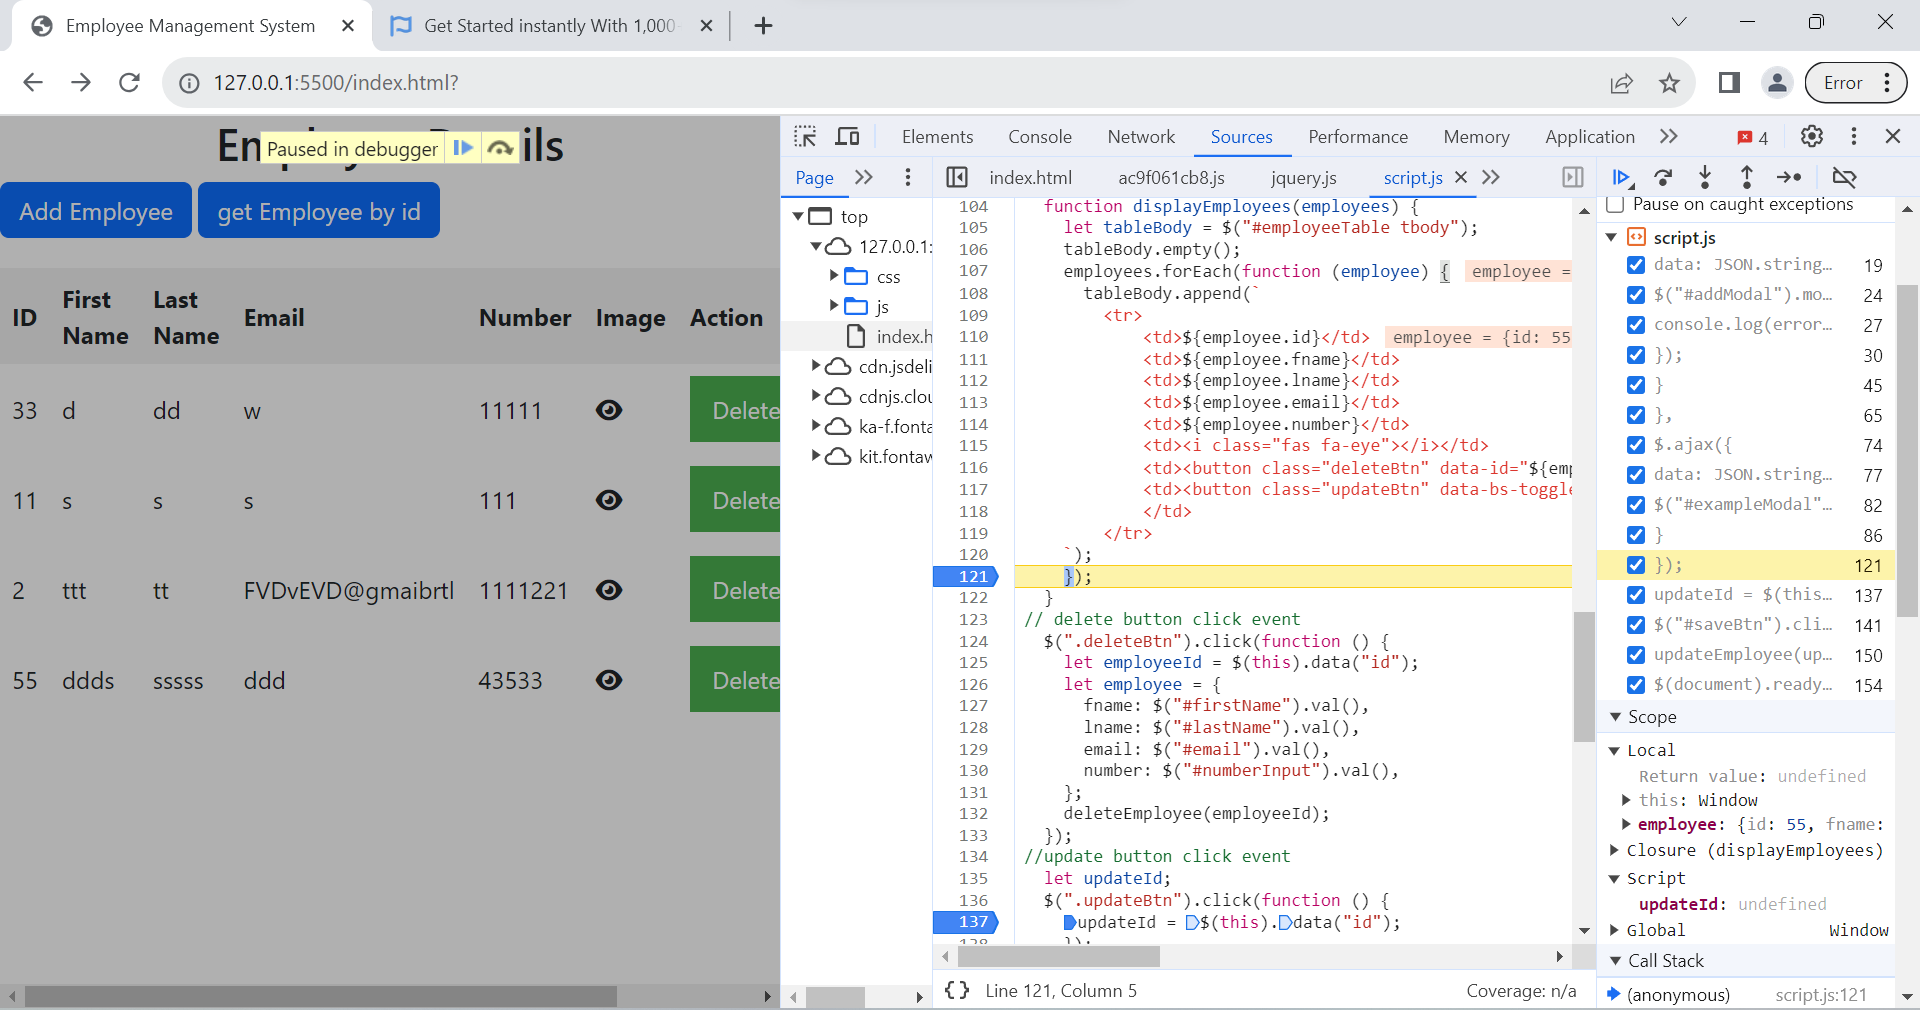 Employee Management System
Get Started instantly With 1,000
127.0.0.1:5500/index.html?
Error
Paused in debugger
ils
Add Employee
get Employee by id
ID First Name Last Name Email Number Image Action
33 d dd w 11111 Delete
11 s s s 111 Delete
2 ttt tt FVDvEVD@gmaibrtl 1111221 Delete
55 ddds sssss ddd 43533 Delete
Elements Console Network Sources Performance Memory Application 4
Page
top
127.0.0.1:
css
js
index.h
cdn.jsdeli
cdnjs.clou
ka-f.fonta
kit.fontaw
index.html ac9f061cb8.js jquery.js script.js
104 function displayEmployees(employees) {
105 let tableBody = $("#employeeTable tbody");
106 tableBody.empty();
107 employees.forEach(function (employee) { employee =
108 tableBody.append(`
109 <tr>
110 <td>${employee.id}</td> employee = {id: 55
111 <td>${employee.fname}</td>
112 <td>${employee.lname}</td>
113 <td>${employee.email}</td>
114 <td>${employee.number}</td>
115 <td><i class="fas fa-eye"></i></td>
116 <td><button class="deleteBtn" data-id="${emp
117 <td><button class="updateBtn" data-bs-toggle
118 </td>
119 </tr>
120 `);
121 });
122 }
123 // delete button click event
124 $(".deleteBtn").click(function () {
125 let employeeId = $(this).data("id");
126 let employee = {
127 fname: $("#firstName").val(),
128 lname: $("#lastName").val(),
129 email: $("#email").val(),
130 number: $("#numberInput").val(),
131 };
132 deleteEmployee(employeeId);
133 });
134 //update button click event
135 let updateId;
136 $(".updateBtn").click(function () {
137 updateId = $(this).data("id");
138 });
{} Line 121, Column 5 Coverage: n/a
Pause on caught exceptions
script.js
data: JSON.string… 19
$("#addModal").mo… 24
console.log(error… 27
}); 30
} 45
}, 65
$.ajax({ 74
data: JSON.string… 77
$("#exampleModal"… 82
} 86
}); 121
updateId = $(this… 137
$("#saveBtn").cli… 141
updateEmployee(up… 150
$(document).ready… 154
Scope
Local
Return value: undefined
this: Window
employee: {id: 55, fname:
Closure (displayEmployees)
Script
updateId: undefined
Global Window
Call Stack
(anonymous) script.js:121